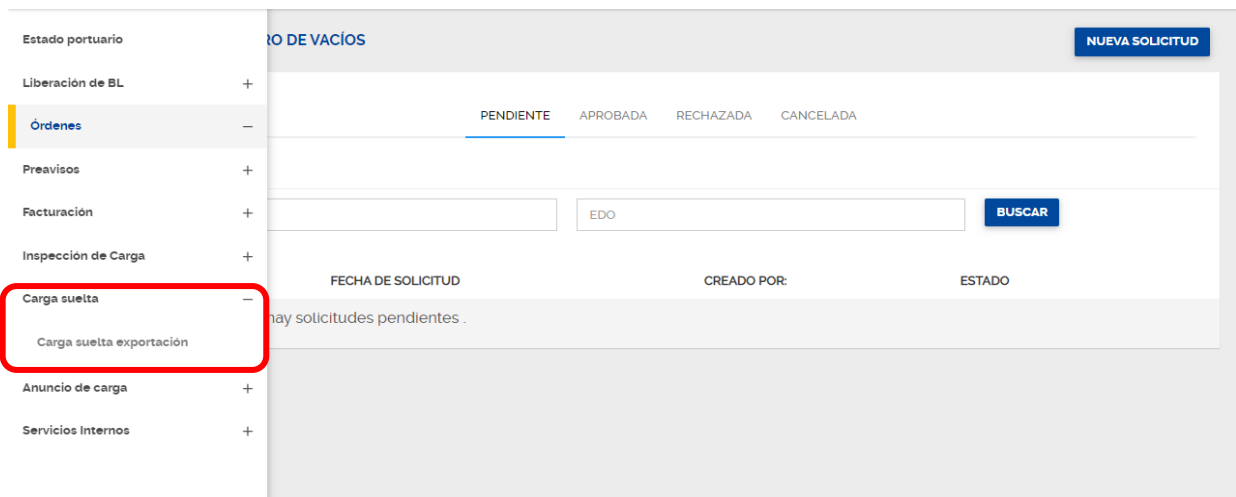 Estado portuario
Liberación de BL +
Órdenes –
Preavisos +
Facturación +
Inspección de Carga +
Carga suelta –
Carga suelta exportación
Anuncio de carga +
Servicios Internos +
RO DE VACÍOS
NUEVA SOLICITUD
PENDIENTE APROBADA RECHAZADA CANCELADA
EDO
BUSCAR
FECHA DE SOLICITUD CREADO POR: ESTADO
hay solicitudes pendientes .